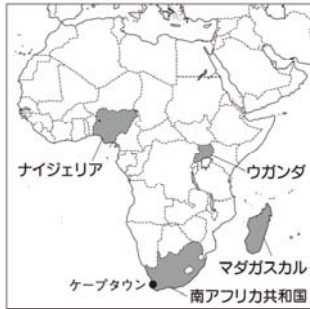 ナイジェリア
ウガンダ
マダガスカル
ケープタウン
南アフリカ共和国